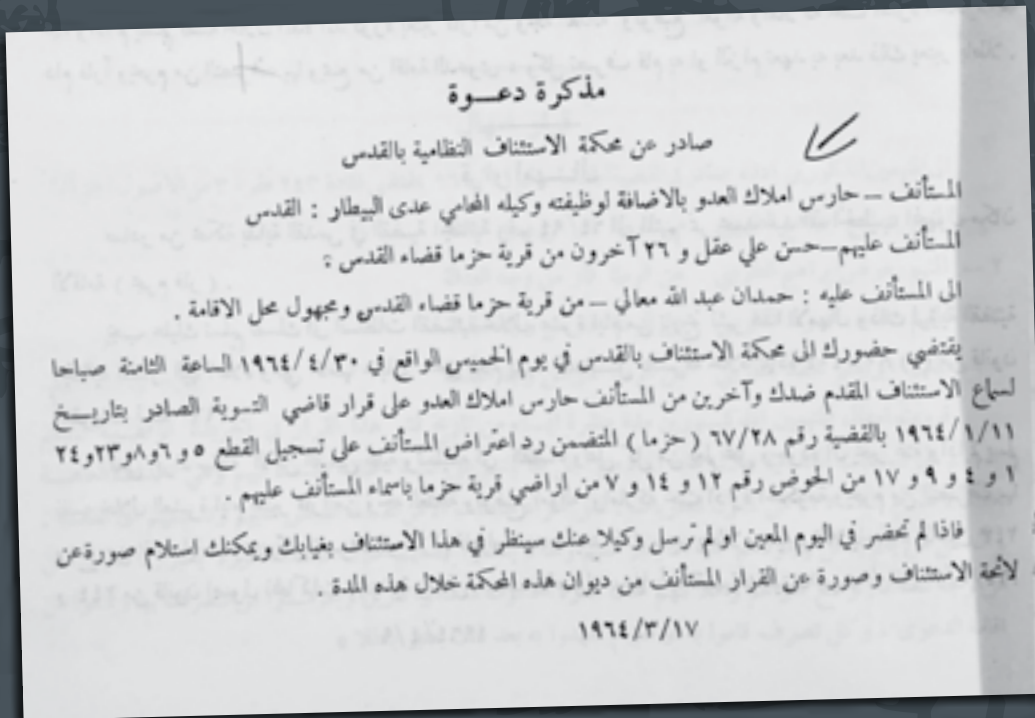 مذكرة دعـــوة
صادر عن محكمة الاستئناف النظامية بالقدس
المستأنف – حارس املاك العدو بالاضافة لوظيفته وكيله المحامي عدى البيطار : القدس
المستأنف عليهم–حسن علي عقل و ٢٦ آخرون من قرية حزما قضاء القدس ؛
الى المستأنف عليه : حمدان عبد الله معالي – من قرية حزما قضاء القدس ومجهول محل الاقامة .
يقتضي حضورك الى محكمة الاستئناف بالقدس في يوم الخميس الواقع في ١٩٦٤/٤/٣٠ الساعة الثامنة صباحا
لسماع الاستئناف المقدم ضدك وآخرين من المستأنف حارس املاك العدو على قرار قاضي التسوية الصادر بتاريـــخ
١٩٦٤/١/١١ بالقضية رقم ٦٧/٢٨ ( حزما ) المتضمن رد اعتراض المستأنف على تسجيل القطع ٥ و ٦و٨و٢٣و٢٤
١ و ٤ و ٩ و ١٧ من الحوض رقم ١٢ و ١٤ و ٧ من اراضي قرية حزما باسماء المستأنف عليهم .
فاذا لم تحضر في اليوم المعين او لم ترسل وكيلا عنك سينظر في هذا الاستئناف بغيابك ويمكنك استلام صورة عن
لائحة الاستئناف وصورة عن القرار المستأنف من ديوان هذه المحكمة خلال هذه المدة .
١٩٦٤/٣/١٧